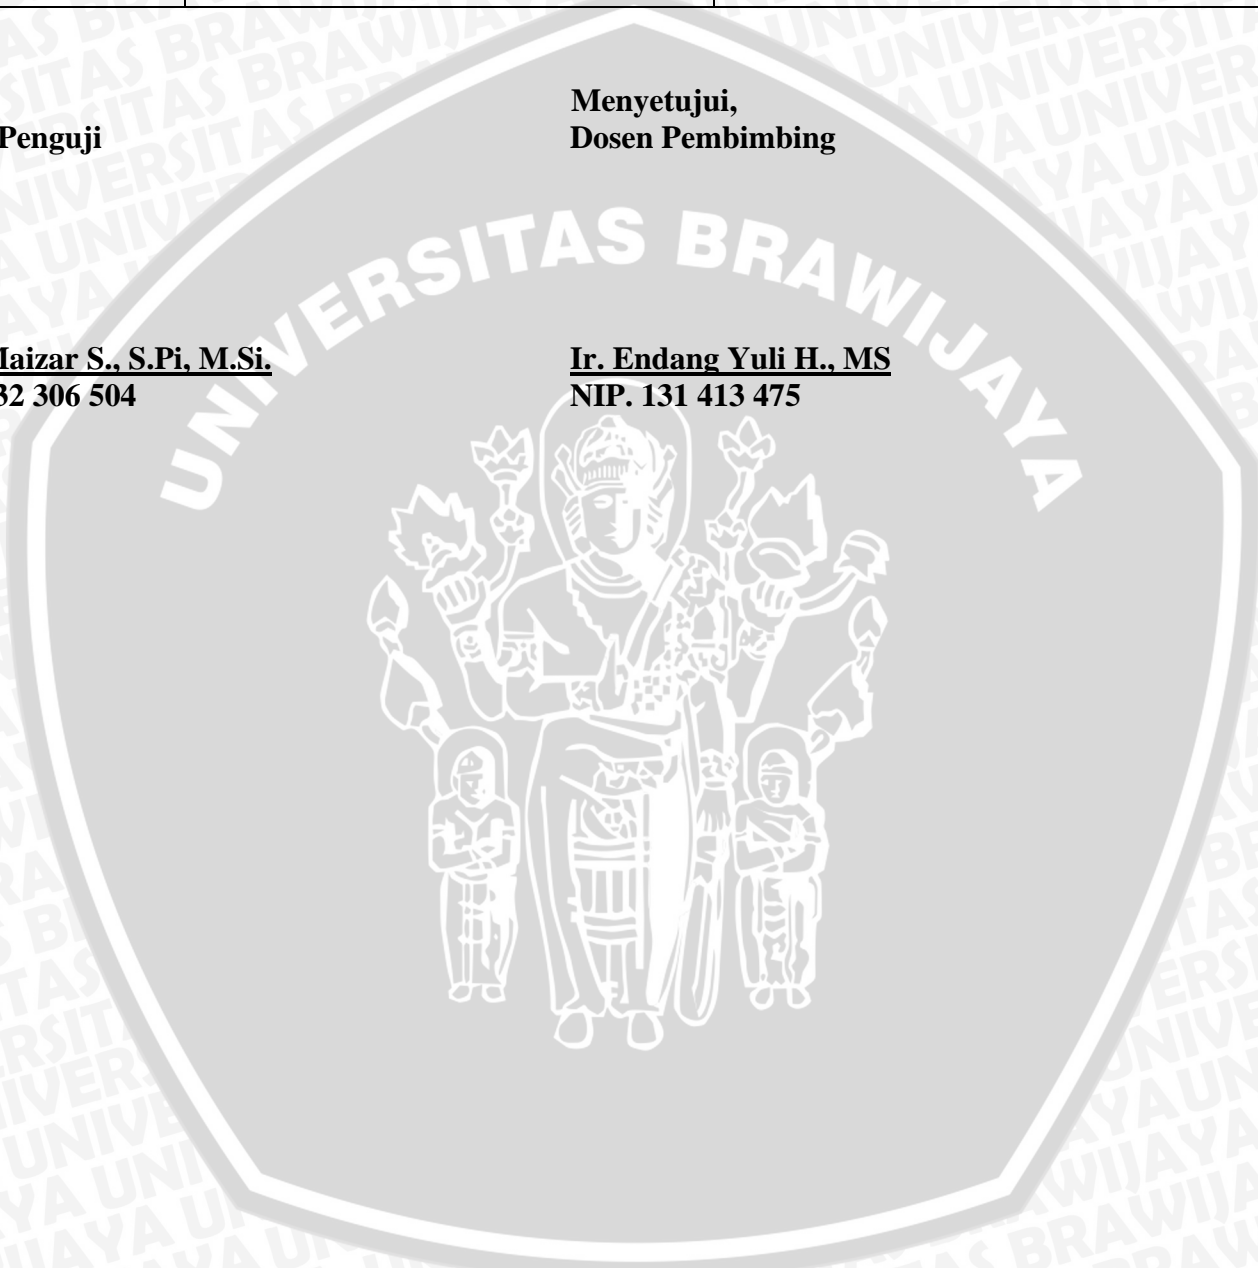 Menyetujui,
Penguji
Dosen Pembimbing
UNIVERSITAS BRAWIJAYA
Maizar S., S.Pi, M.Si.
32 306 504
Ir. Endang Yuli H., MS
NIP. 131 413 475